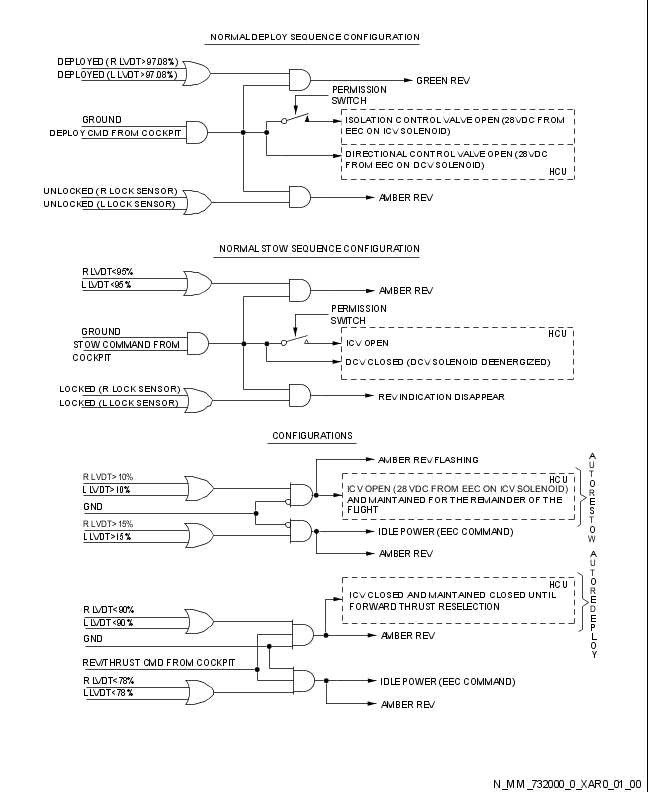 NORMAL DEPLOY SEQUENCE CONFIGURATION
DEPLOYED (R LVDT>97.08%)
DEPLOYED (L LVDT>97.08%)
GREEN REV
PERMISSION
SWITCH
GROUND
DEPLOY CMD FROM COCKPIT
ISOLATION CONTROL VALVE OPEN (28VDC FROM
EEC ON ICV SOLENOID)
DIRECTIONAL CONTROL VALVE OPEN (28VDC
FROM EEC ON DCV SOLENOID)
HCU
UNLOCKED (R LOCK SENSOR)
UNLOCKED (L LOCK SENSOR)
AMBER REV
NORMAL STOW SEQUENCE CONFIGURATION
R LVDT<95%
L LVDT<95%
AMBER REV
PERMISSION
SWITCH
GROUND
STOW COMMAND FROM
COCKPIT
HCU
ICV OPEN
DCV CLOSED (DCV SOLENOID DEENERGIZED)
LOCKED (R LOCK SENSOR)
LOCKED (L LOCK SENSOR)
REV INDICATION DISAPPEAR
CONFIGURATIONS
AMBER REV FLASHING
R LVDT>10%
L LVDT>10%
GND
HCU
ICV OPEN (28 VDC FROM EEC ON ICV SOLENOID)
AND MAINTAINED FOR THE REMAINDER OF THE
FLIGHT
AUTORESTOW
R LVDT>15%
L LVDT>15%
IDLE POWER (EEC COMMAND)
AMBER REV
HCU
ICV CLOSED AND MAINTAINED CLOSED UNTIL
FORWARD THRUST RESELECTION
AUTOREDEPLOY
R LVDT<90%
L LVDT<90%
GND
AMBER REV
REV/THRUST CMD FROM COCKPIT
R LVDT<78%
L LVDT<78%
IDLE POWER (EEC COMMAND)
AMBER REV
N_MM_732000_0_XAR0_01_00